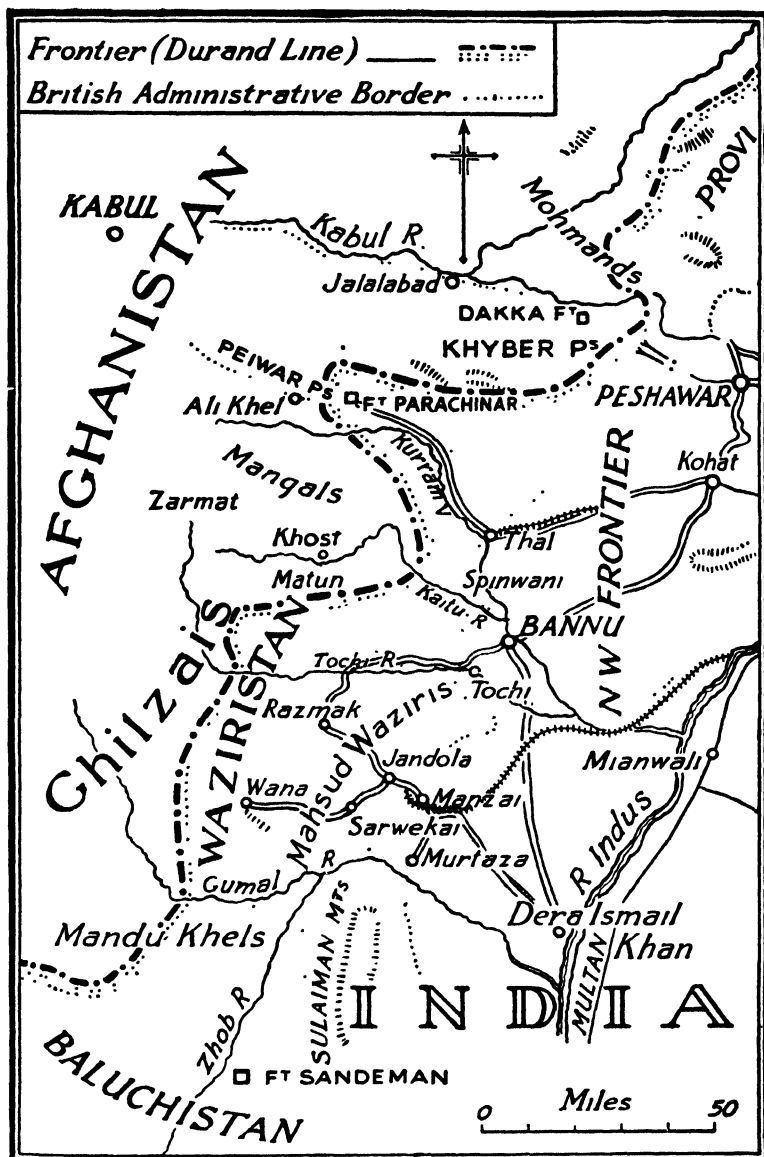 Frontier (Durand Line)
British Administrative Border
KABUL
AFGHANISTAN
Kabul R.
Mohmands
PROVI
Jalalabad
DAKKA FT
KHYBER Ps
PEIWAR Ps
Ali Khel
FT PARACHINAR
PESHAWAR
Kurram V
Mangals
Kohat
Zarmat
NW FRONTIER
Khost
Thal
Matun
Spinwani
Kaitu R
BANNU
Ghilzais
WAZIRISTAN
Tochi R
Tochi
Razmak
Mahsud Waziris
Jandola
Mianwali
Wana
Manzai
Sarwekai
R Indus
Murtaza
Gumal R
Mandu Khels
Dera Ismail
Khan
SULAIMAN MTS
MULTAN
INDIA
Zhob R
BALUCHISTAN
FT SANDEMAN
Miles
0 50